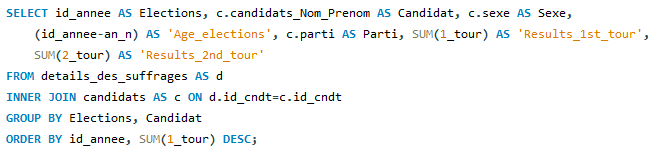 SELECT id_annee AS Elections, c.candidats_Nom_Prenom AS Candidat, c.sexe AS Sexe,
(id_annee-an_n) AS 'Age_elections', c.parti AS Parti, SUM(1_tour) AS 'Results_1st_tour',
SUM(2_tour) AS 'Results_2nd_tour'
FROM details_des_suffrages AS d
INNER JOIN candidats AS c ON d.id_cndt=c.id_cndt
GROUP BY Elections, Candidat
ORDER BY id_annee, SUM(1_tour) DESC;